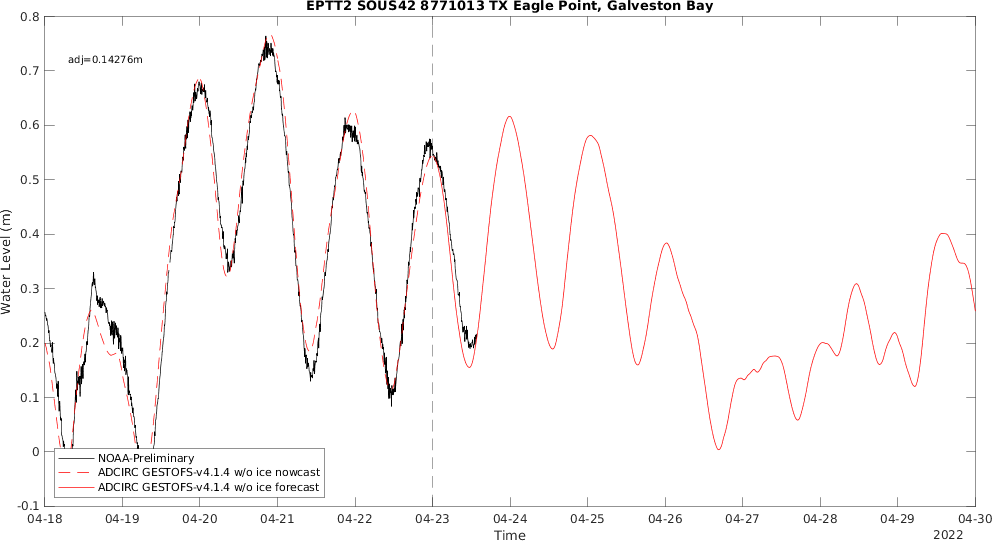 EPTT2 SOUS42 8771013 TX Eagle Point, Galveston Bay
adj=0.14276m
Water Level (m)
0.8
0.7
0.6
0.5
0.4
0.3
0.2
0.1
0
-0.1
NOAA-Preliminary
ADCIRC GESTOFS-v4.1.4 w/o ice nowcast
ADCIRC GESTOFS-v4.1.4 w/o ice forecast
04-18 04-19 04-20 04-21 04-22 04-23 04-24 04-25 04-26 04-27 04-28 04-29 04-30
Time
2022